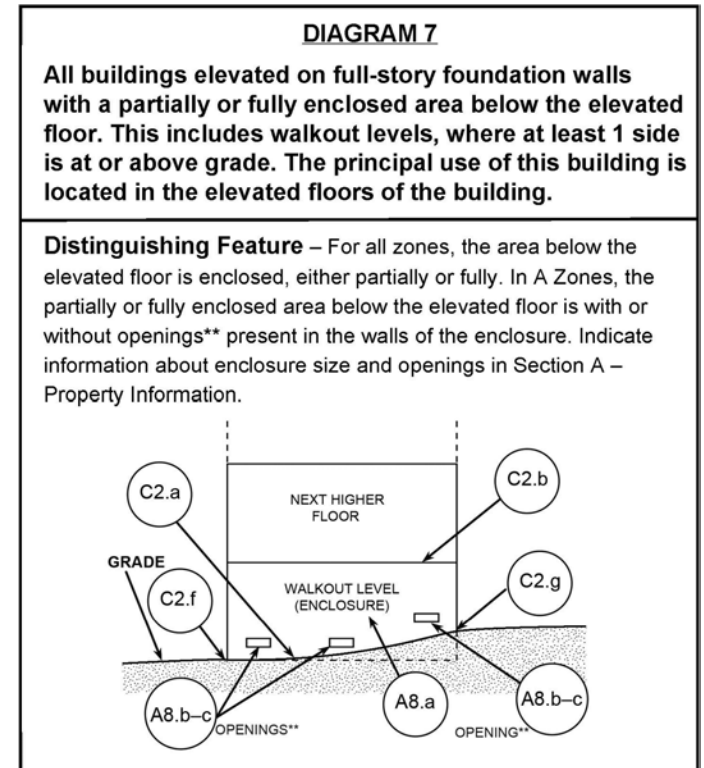 DIAGRAM 7
All buildings elevated on full-story foundation walls
with a partially or fully enclosed area below the elevated
floor. This includes walkout levels, where at least 1 side
is at or above grade. The principal use of this building is
located in the elevated floors of the building.
Distinguishing Feature – For all zones, the area below the
elevated floor is enclosed, either partially or fully. In A Zones, the
partially or fully enclosed area below the elevated floor is with or
without openings** present in the walls of the enclosure. Indicate
information about enclosure size and openings in Section A –
Property Information.
C2.a
NEXT HIGHER
FLOOR
C2.b
GRADE
C2.f
WALKOUT LEVEL
(ENCLOSURE)
C2.g
A8.b–c
OPENINGS**
A8.a
OPENING**
A8.b–c